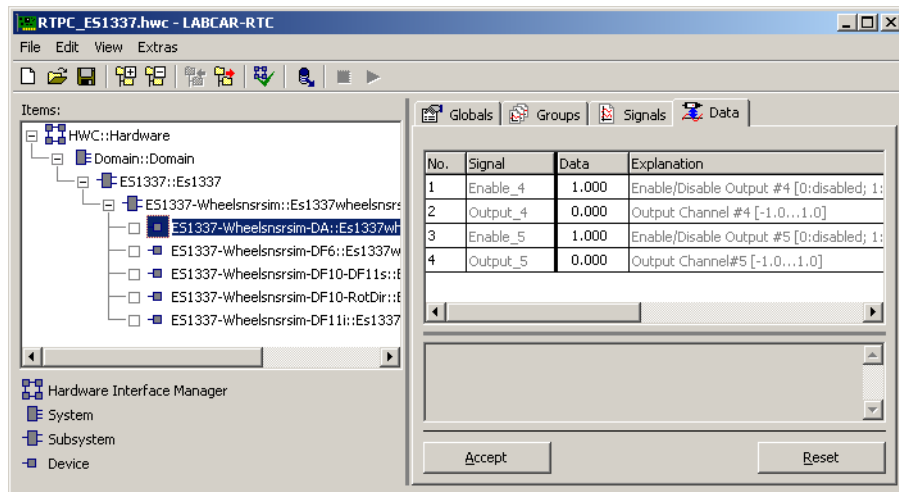 RTPC_ES1337.hwc - LABCAR-RTC
File Edit View Extras
Items:
HWC::Hardware
Domain::Domain
ES1337::Es1337
ES1337-Wheelsnsrsim::Es1337wheelsnsrs
ES1337-Wheelsnsrsim-DA::Es1337wh
ES1337-Wheelsnsrsim-DF6::Es1337w
ES1337-Wheelsnsrsim-DF10-DF11s::E
ES1337-Wheelsnsrsim-DF10-RotDir::E
ES1337-Wheelsnsrsim-DF11i::Es1337
Hardware Interface Manager
System
Subsystem
Device
Globals Groups Signals Data
No. Signal Data Explanation
1 Enable_4 1.000 Enable/Disable Output #4 [0:disabled; 1:
2 Output_4 0.000 Output Channel #4 [-1.0...1.0]
3 Enable_5 1.000 Enable/Disable Output #5 [0:disabled; 1:
4 Output_5 0.000 Output Channel#5 [-1.0...1.0]
Accept Reset